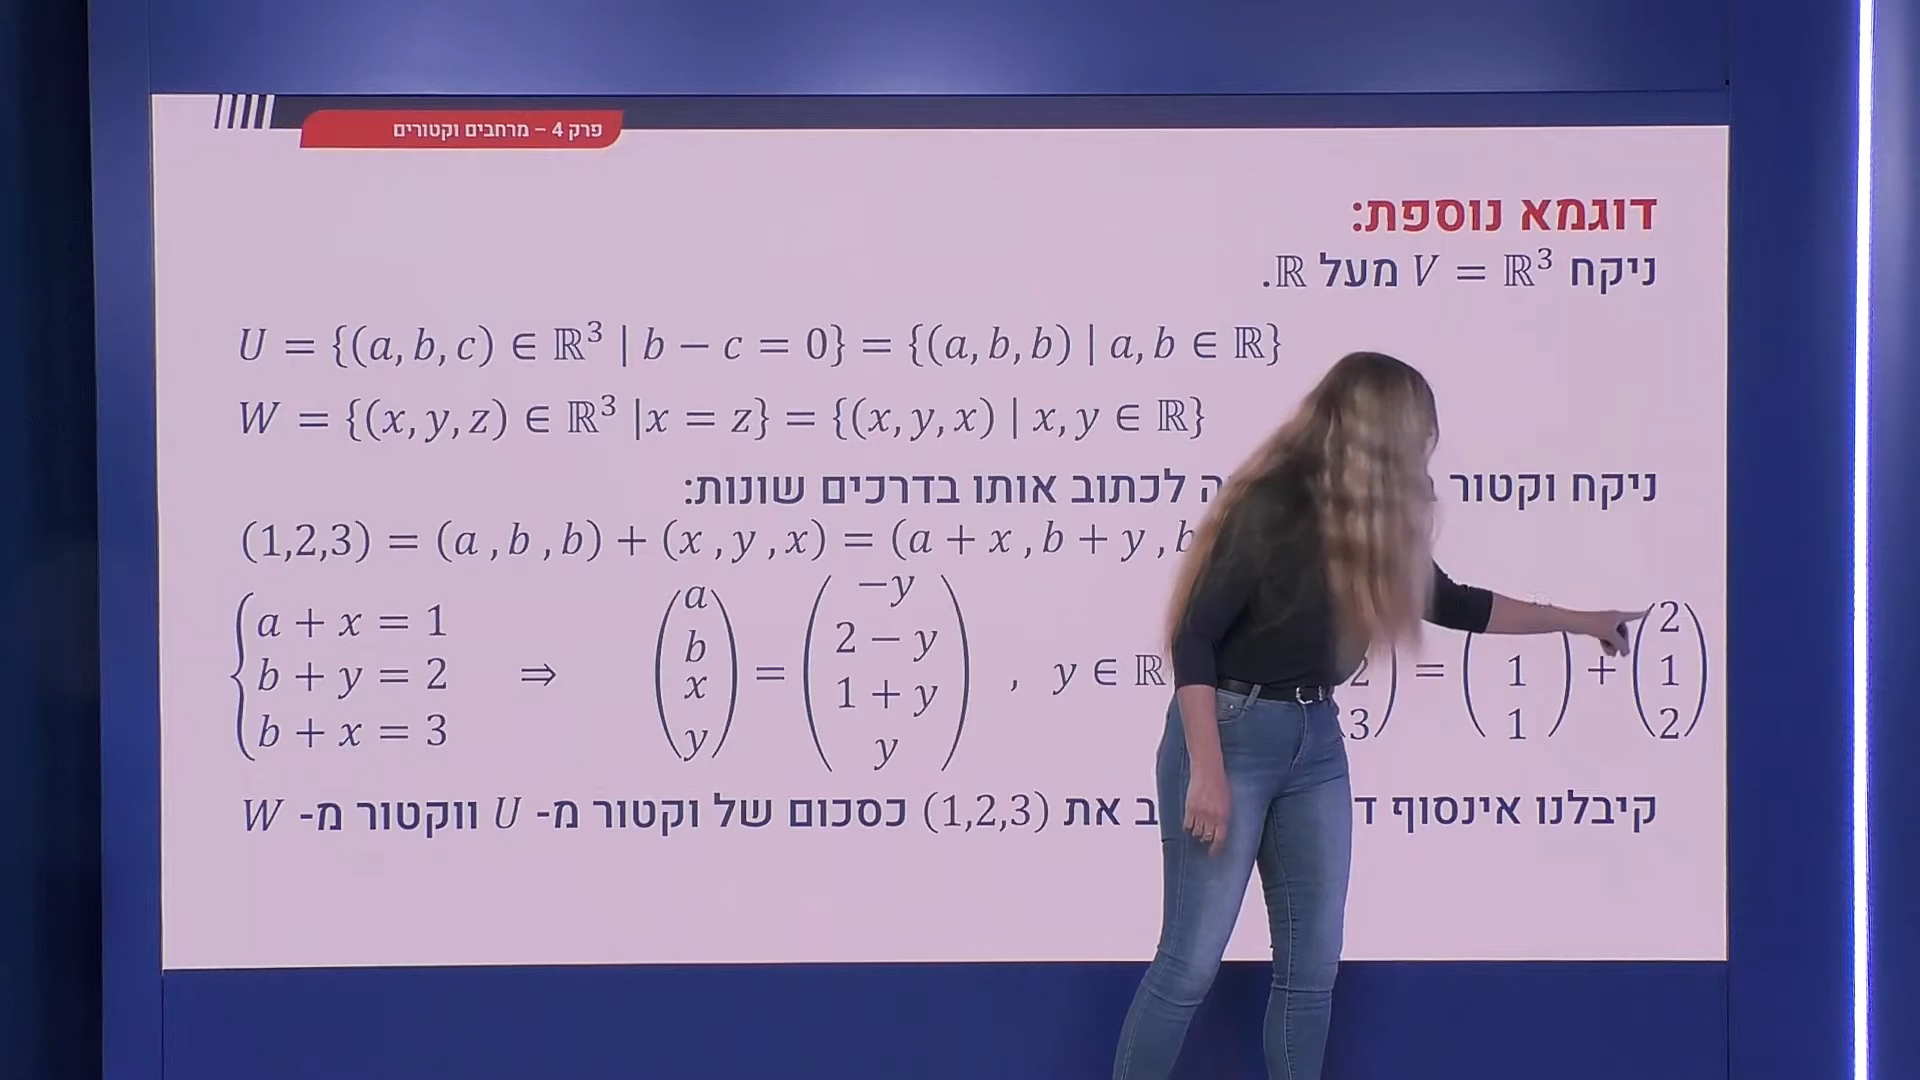 פרק 4 – מרחבים וקטורים
דוגמא נוספת:
ניקח V = ℝ³ מעל ℝ.
U = {(a, b, c) ∈ ℝ³ | b − c = 0} = {(a, b, b) | a, b ∈ ℝ}
W = {(x, y, z) ∈ ℝ³ |x = z} = {(x, y, x) | x, y ∈ ℝ}
ניקח וקטור לכתוב אותו בדרכים שונות:
(1,2,3) = (a , b , b) + (x , y , x) = (a + x , b + y , b
a + x = 1
b + y = 2
b + x = 3
⇒
(a b x y) = (−y 2 − y 1 + y y) , y ∈ ℝ
2 3 = ( 1 1) + (2 1 2)
קיבלנו אינסוף את (1,2,3) כסכום של וקטור מ- U ווקטור מ- W